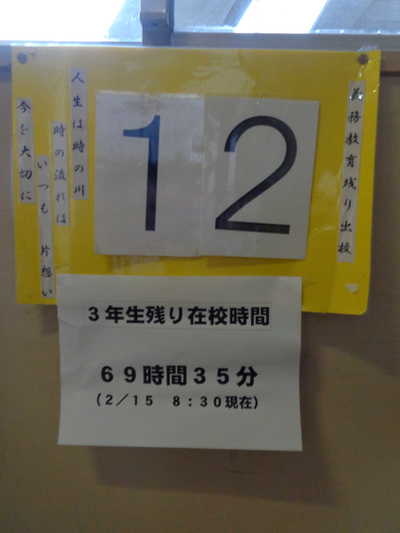 義務教育残り出校
12
人生は時の川
時の流れは
いつも 片想い
今を大切に
3年生残り在校時間
69時間35分
(2/15 8:30現在)